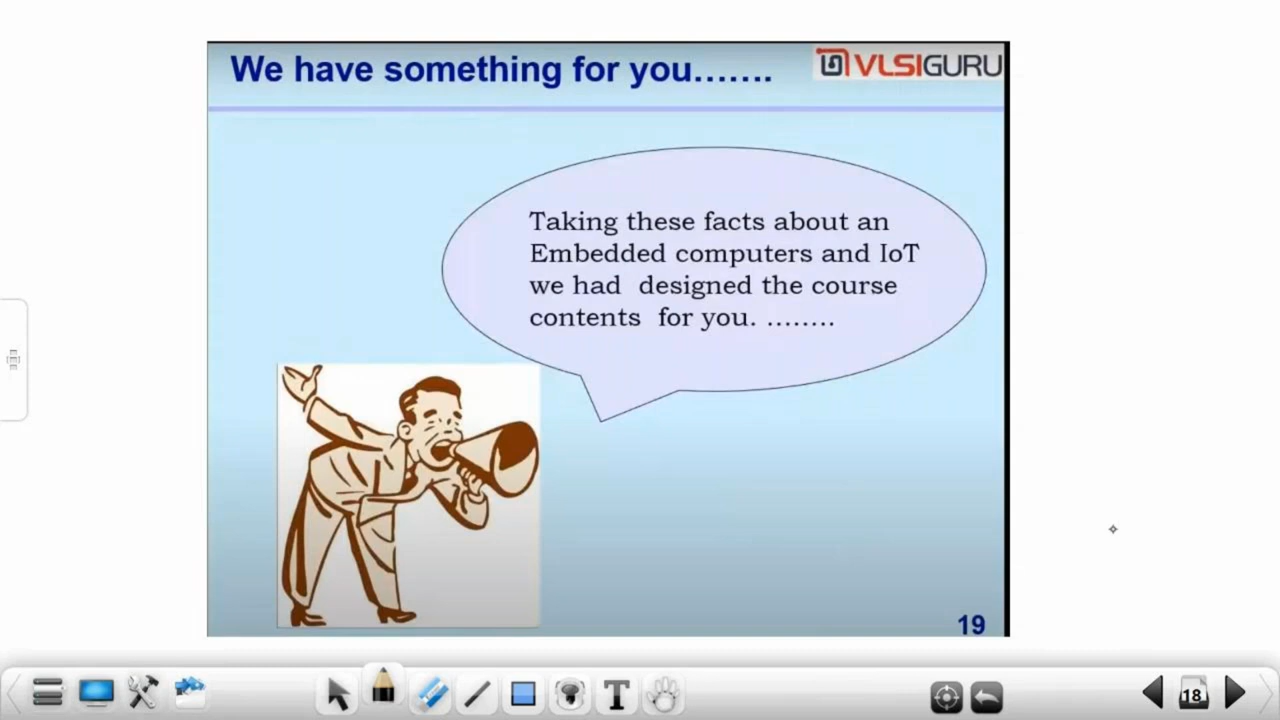 We have something for you.......
VLSIGURU
Taking these facts about an
Embedded computers and IoT
we had designed the course
contents for you. ........
19
T
18